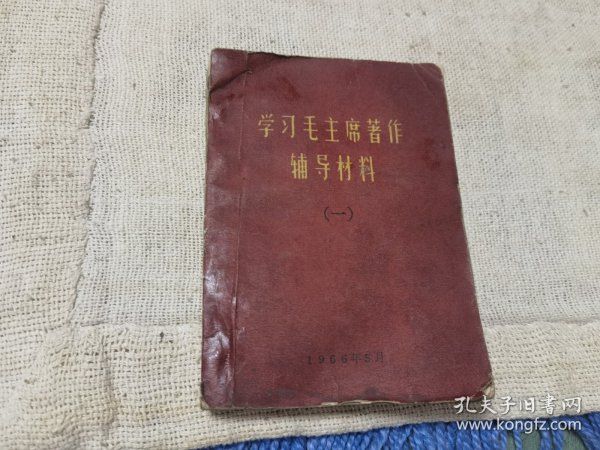 学习毛主席著作
辅导材料
（一）
1966年5月
孔夫子旧书网
www.kongfz.com